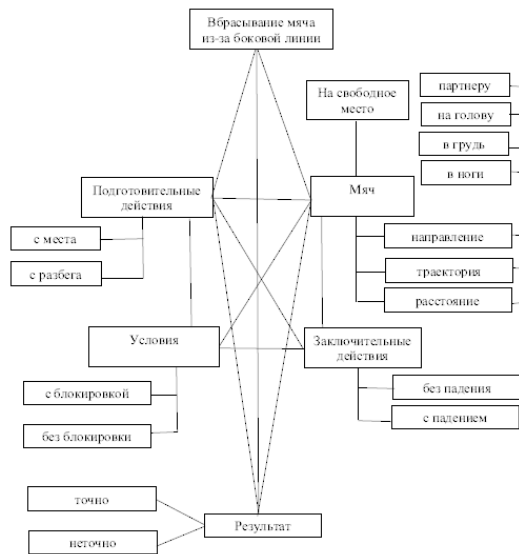 Вбрасывание мяча
из-за боковой линии
На свободное
место
партнеру
на голову
в грудь
в ноги
Подготовительные
действия
Мяч
с места
с разбега
направление
траектория
расстояние
Условия
Заключительные
действия
с блокировкой
без блокировки
без падения
с падением
точно
неточно
Результат